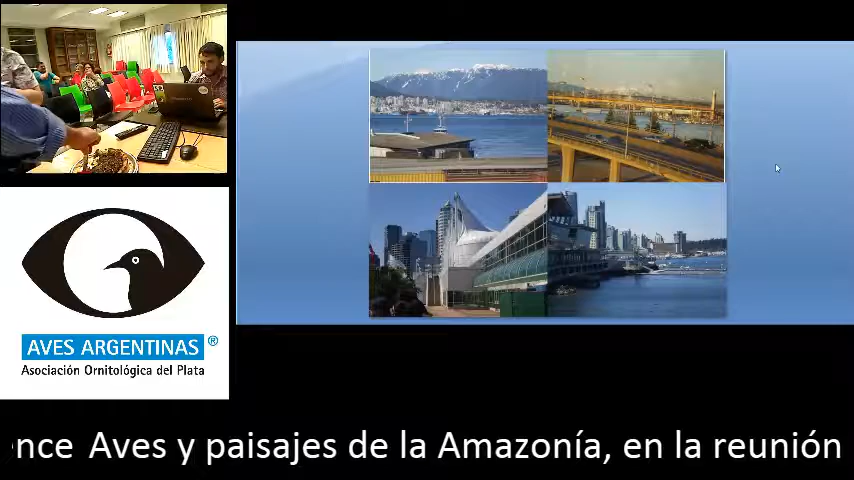 AVES ARGENTINAS ®
Asociación Ornitológica del Plata
nce Aves y paisajes de la Amazonía, en la reunión